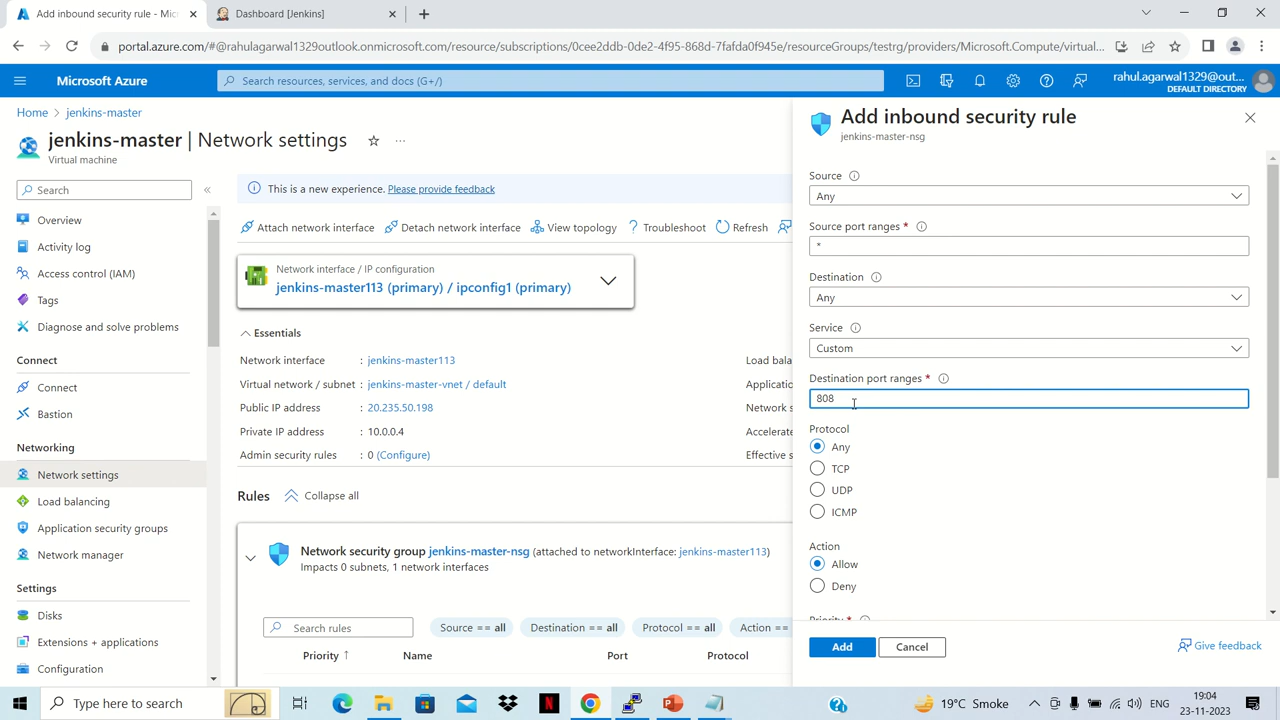 Add inbound security rule - Mic
Dashboard [Jenkins]
portal.azure.com/#@rahulagarwal1329outlook.onmicrosoft.com/resource/subscriptions/0cee2ddb-0de2-4f95-868d-7fafda0f945e/resourceGroups/testrg/providers/Microsoft.Compute/virtual...
Microsoft Azure
Search resources, services, and docs (G+/)
rahul.agarwal1329@out...
DEFAULT DIRECTORY
Home > jenkins-master
jenkins-master | Network settings
...
Virtual machine
Search
Overview
Activity log
Access control (IAM)
Tags
Diagnose and solve problems
Connect
Connect
Bastion
Networking
Network settings
Load balancing
Application security groups
Network manager
Settings
Disks
Extensions + applications
Configuration
This is a new experience. Please provide feedback
Attach network interface
Detach network interface
View topology
Troubleshoot
Refresh
Network interface / IP configuration
jenkins-master113 (primary) / ipconfig1 (primary)
Essentials
Network interface : jenkins-master113
Virtual network / subnet : jenkins-master-vnet / default
Public IP address : 20.235.50.198
Private IP address : 10.0.0.4
Admin security rules : 0 (Configure)
Load bala
Applicatio
Network s
Accelerate
Effective s
Rules
Collapse all
Network security group jenkins-master-nsg (attached to networkInterface: jenkins-master113)
Impacts 0 subnets, 1 network interfaces
Search rules
Source == all
Destination == all
Protocol == all
Action ==
Priority ↑
Name
Port
Protocol
Add inbound security rule
jenkins-master-nsg
Source
Any
Source port ranges *
*
Destination
Any
Service
Custom
Destination port ranges *
808
Protocol
Any
TCP
UDP
ICMP
Action
Allow
Deny
Priority *
Add
Cancel
Give feedback
Type here to search
19°C Smoke
ENG
19:04
23-11-2023